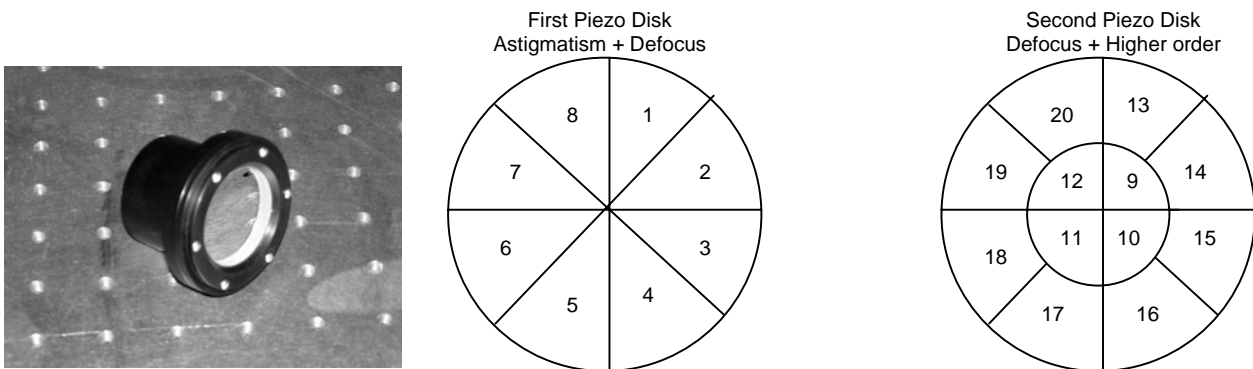 First Piezo Disk
Astigmatism + Defocus
8 1
7 2
6 3
5 4
Second Piezo Disk
Defocus + Higher order
20 13
19 12 9 14
18 11 10 15
17 16